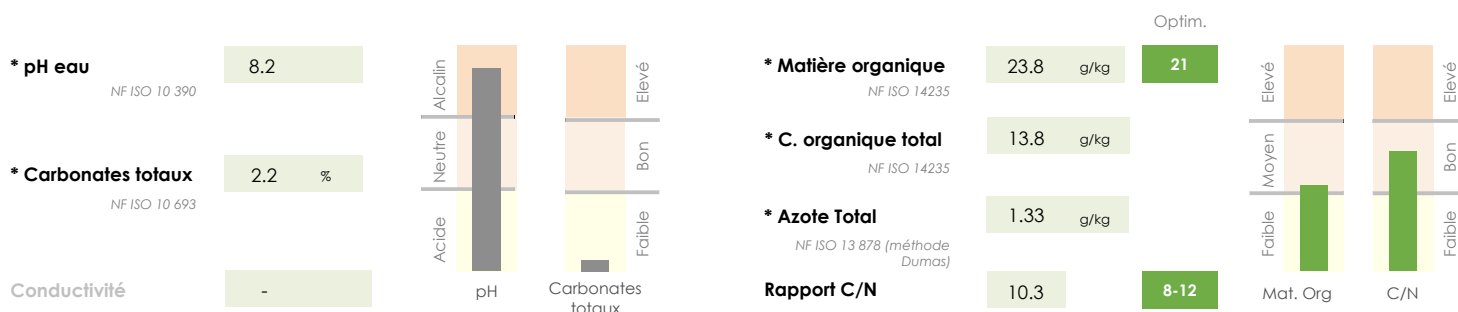 Optim.
* pH eau
8.2
NF ISO 10 390
* Carbonates totaux
2.2 %
NF ISO 10 693
Conductivité
-
Alcalin
Neutre
Acide
pH
Elevé
Bon
Faible
Carbonates
totaux
* Matière organique
23.8 g/kg
21
NF ISO 14235
* C. organique total
13.8 g/kg
NF ISO 14235
* Azote Total
1.33 g/kg
NF ISO 13 878 (méthode
Dumas)
Rapport C/N
10.3
8-12
Elevé
Moyen
Faible
Mat. Org
Elevé
Bon
Faible
C/N